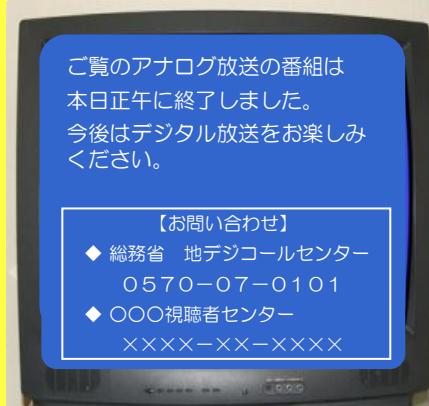 ご覧のアナログ放送の番組は
本日正午に終了しました。
今後はデジタル放送をお楽しみ
ください。
【お問い合わせ】
◆ 総務省　地デジコールセンター
０５７０－０７－０１０１
◆ ○○○視聴者センター
××××－××－××××